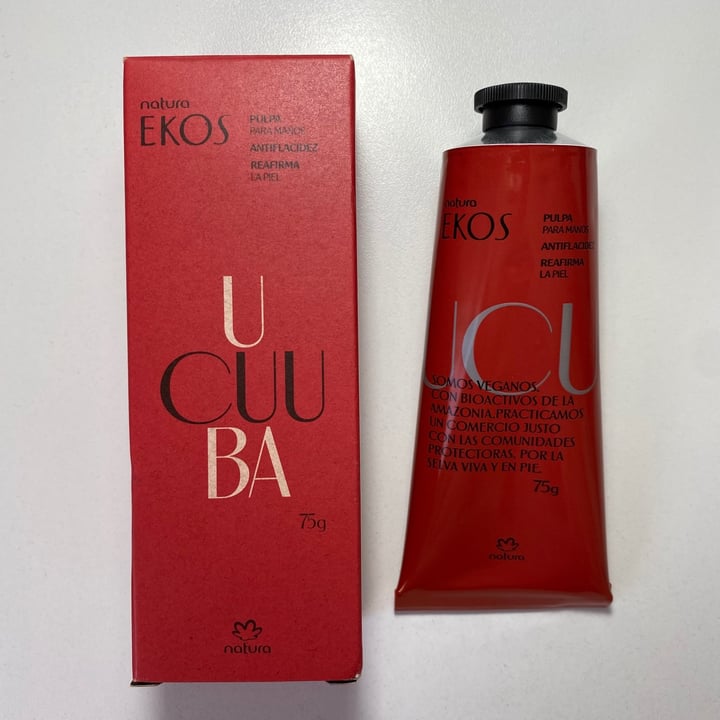 natura
EKOS
PULPA
PARA MANOS
ANTIFLACIDEZ
REAFIRMA
LA PIEL
U
CUU
BA
75g
natura
natura
EKOS
PULPA
PARA MANOS
ANTIFLACIDEZ
REAFIRMA
LA PIEL
UCU
SOMOS VEGANOS,
CON BIOACTIVOS DE LA
AMAZONIA. PRACTICAMOS
UN COMERCIO JUSTO
CON LAS COMUNIDADES
PROTECTORAS, POR LA
SELVA VIVA Y EN PIE.
75g
natura